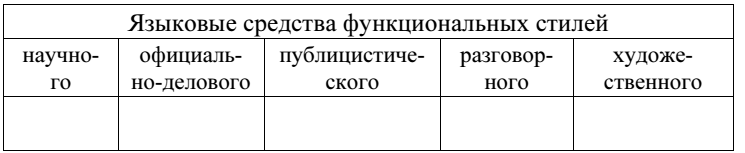 Языковые средства функциональных стилей
научно- официаль- публицистиче- разговор- художе-
го но-делового ского ного ственного